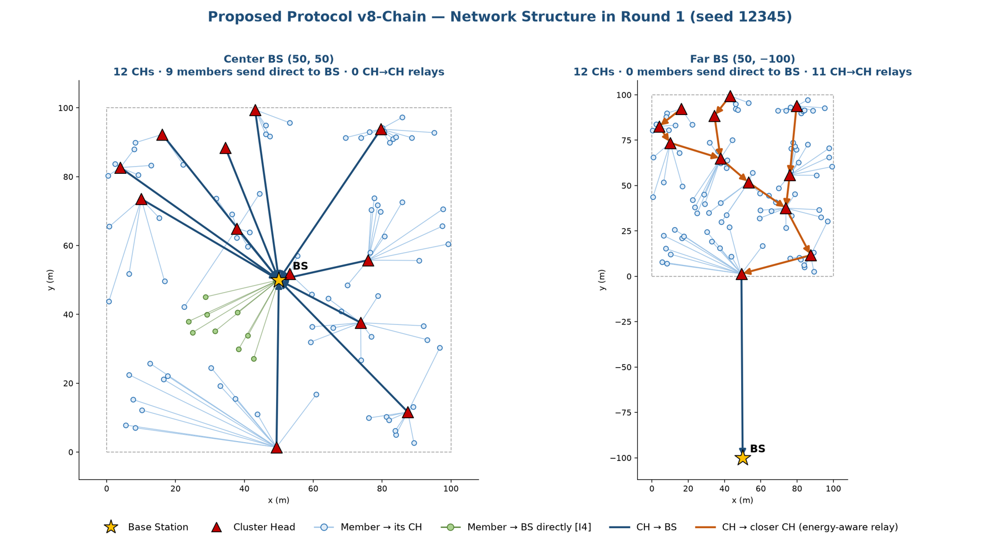 Proposed Protocol v8-Chain — Network Structure in Round 1 (seed 12345)
Center BS (50, 50)
12 CHs · 9 members send direct to BS · 0 CH→CH relays
100
80
60
40
20
0
y (m)
BS
0 20 40 60 80 100
x (m)
Far BS (50, −100)
12 CHs · 0 members send direct to BS · 11 CH→CH relays
100
75
50
25
0
−25
−50
−75
−100
y (m)
BS
0 20 40 60 80 100
x (m)
Base Station Cluster Head Member → its CH Member → BS directly [I4] CH → BS CH → closer CH (energy-aware relay)